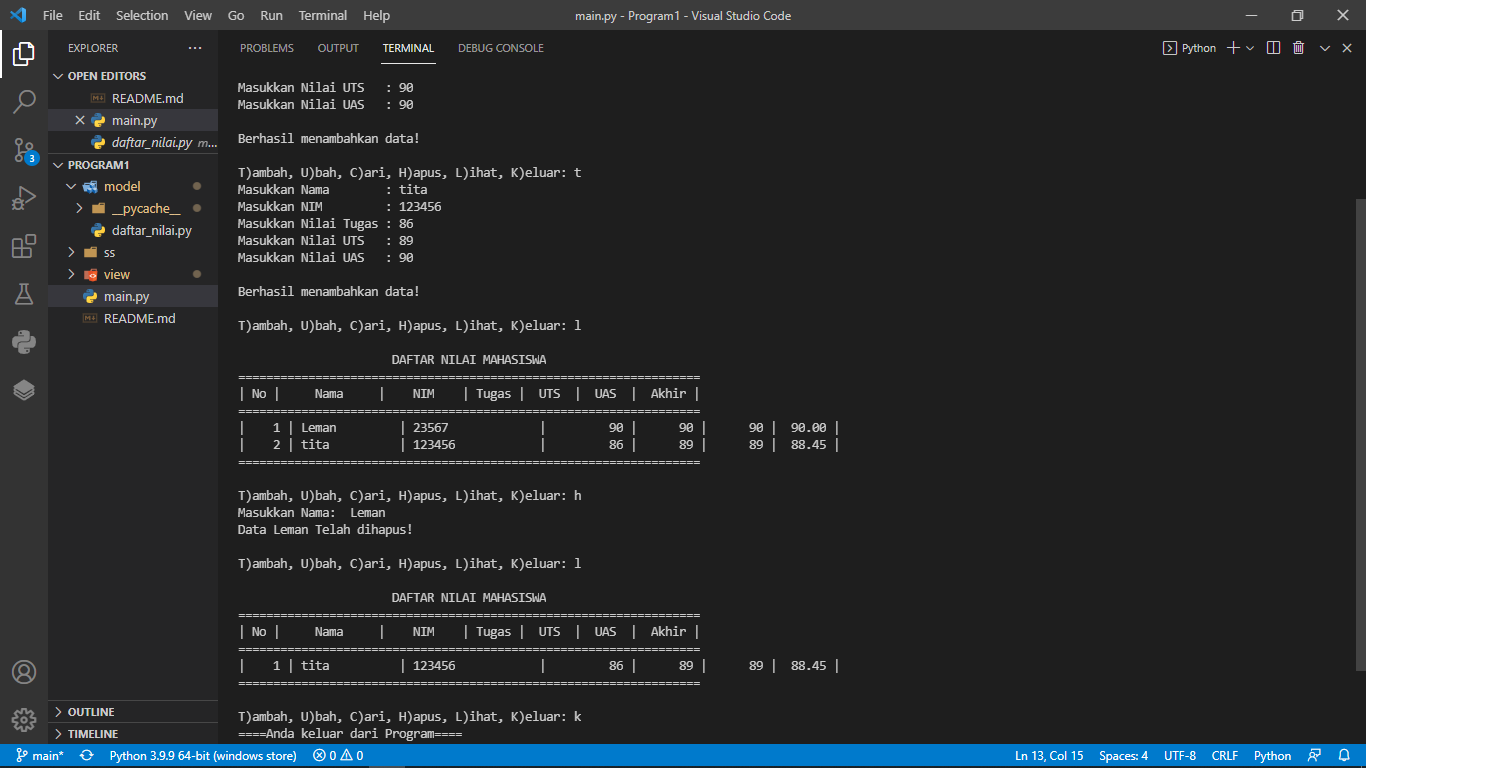 File Edit Selection View Go Run Terminal Help main.py - Program1 - Visual Studio Code
EXPLORER ...
OPEN EDITORS
README.md
main.py
daftar_nilai.py m...
PROGRAM1
model
__pycache__
daftar_nilai.py
ss
view
main.py
README.md
OUTLINE
TIMELINE
3
PROBLEMS OUTPUT TERMINAL DEBUG CONSOLE Python
Masukkan Nilai UTS   : 90
Masukkan Nilai UAS   : 90
Berhasil menambahkan data!
T)ambah, U)bah, C)ari, H)apus, L)ihat, K)eluar: t
Masukkan Nama        : tita
Masukkan NIM         : 123456
Masukkan Nilai Tugas : 86
Masukkan Nilai UTS   : 89
Masukkan Nilai UAS   : 90
Berhasil menambahkan data!
T)ambah, U)bah, C)ari, H)apus, L)ihat, K)eluar: l
DAFTAR NILAI MAHASISWA
==================================================================
| No |     Nama     |    NIM    | Tugas |  UTS  |  UAS  |  Akhir |
==================================================================
|    1 | Leman         | 23567             |         90 |      90 |      90 |  90.00 |
|    2 | tita          | 123456            |         86 |      89 |      89 |  88.45 |
==================================================================
T)ambah, U)bah, C)ari, H)apus, L)ihat, K)eluar: h
Masukkan Nama:  Leman
Data Leman Telah dihapus!
T)ambah, U)bah, C)ari, H)apus, L)ihat, K)eluar: l
DAFTAR NILAI MAHASISWA
==================================================================
| No |     Nama     |    NIM    | Tugas |  UTS  |  UAS  |  Akhir |
==================================================================
|    1 | tita          | 123456            |         86 |      89 |      89 |  88.45 |
==================================================================
T)ambah, U)bah, C)ari, H)apus, L)ihat, K)eluar: k
====Anda keluar dari Program====
main* Python 3.9.9 64-bit (windows store) 0 0 Ln 13, Col 15 Spaces: 4 UTF-8 CRLF Python